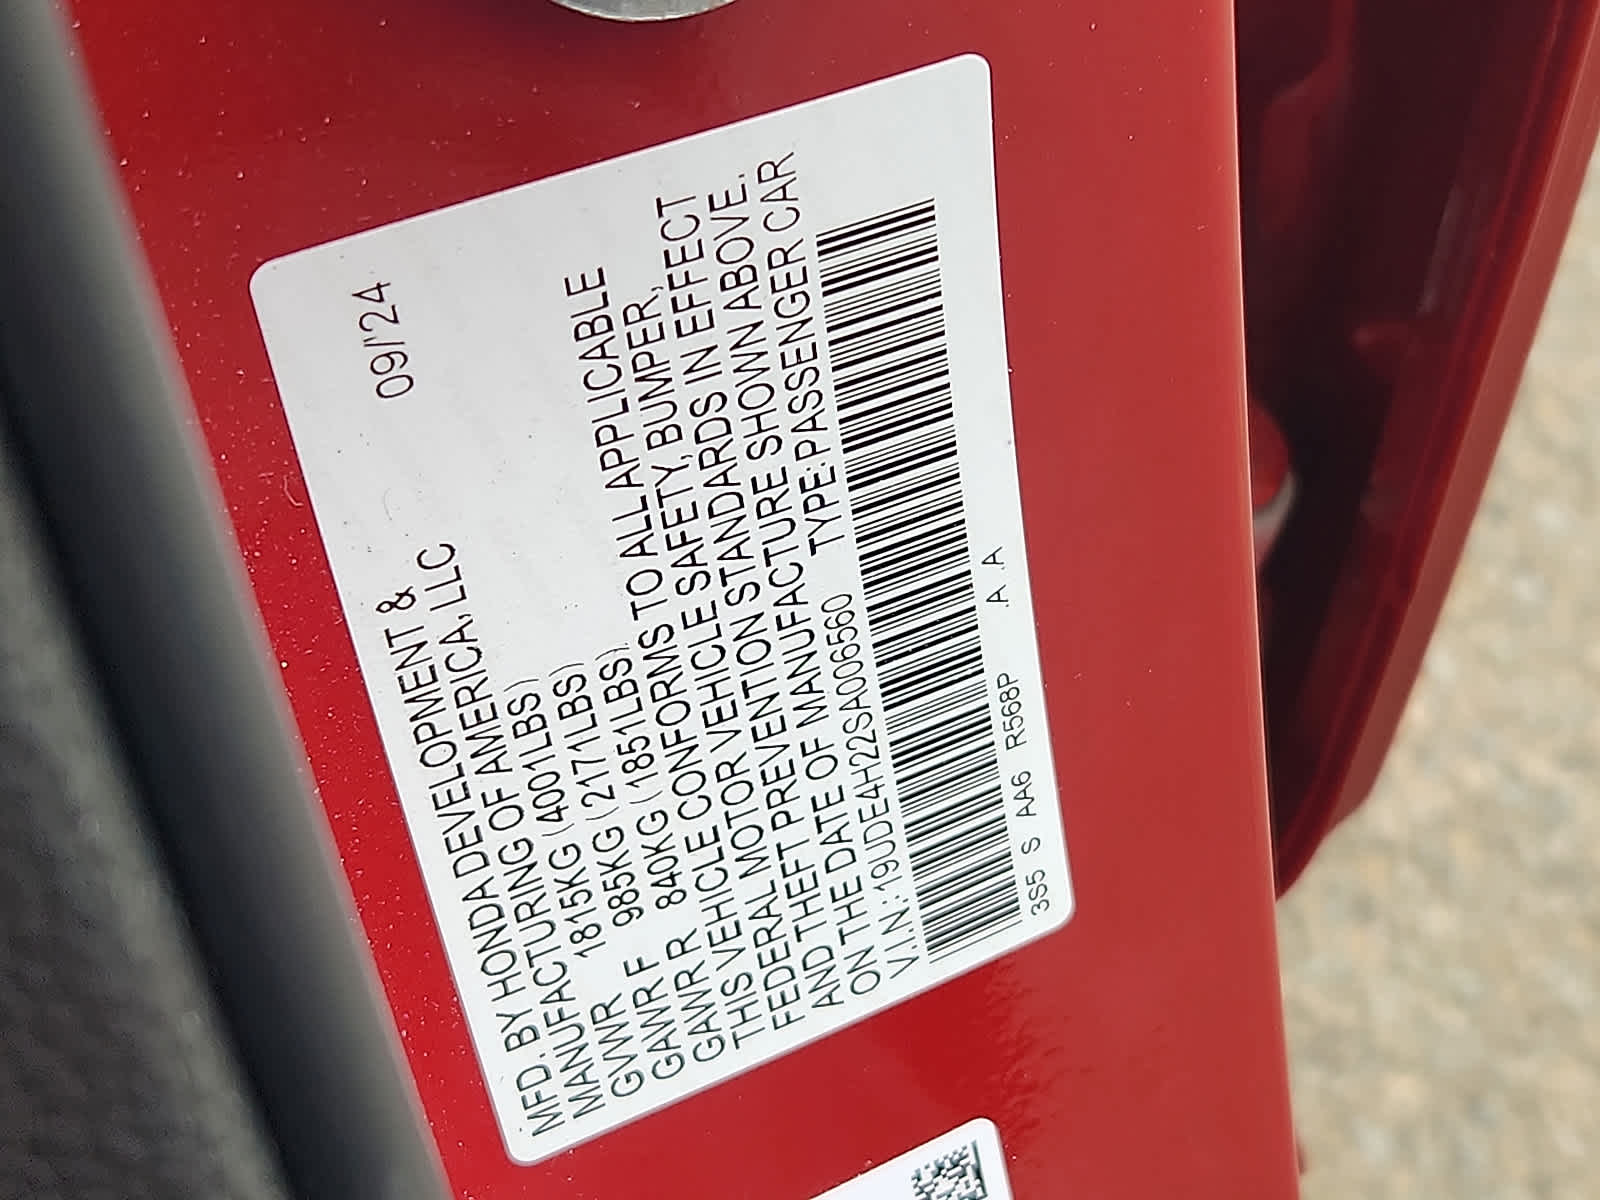 MFD. BY HONDA DEVELOPMENT & 09/'24
MANUFACTURING OF AMERICA, LLC
GVWR 1815KG (4001LBS)
GAWR F 985KG (2171LBS)
GAWR R 840KG (1851LBS)
THIS VEHICLE CONFORMS TO ALL APPLICABLE
FEDERAL MOTOR VEHICLE SAFETY, BUMPER,
AND THEFT PREVENTION STANDARDS IN EFFECT
ON THE DATE OF MANUFACTURE SHOWN ABOVE.
V.I.N: 19UDE4H22SA006560 TYPE: PASSENGER CAR
3S5 S AA6 R568P .A .A